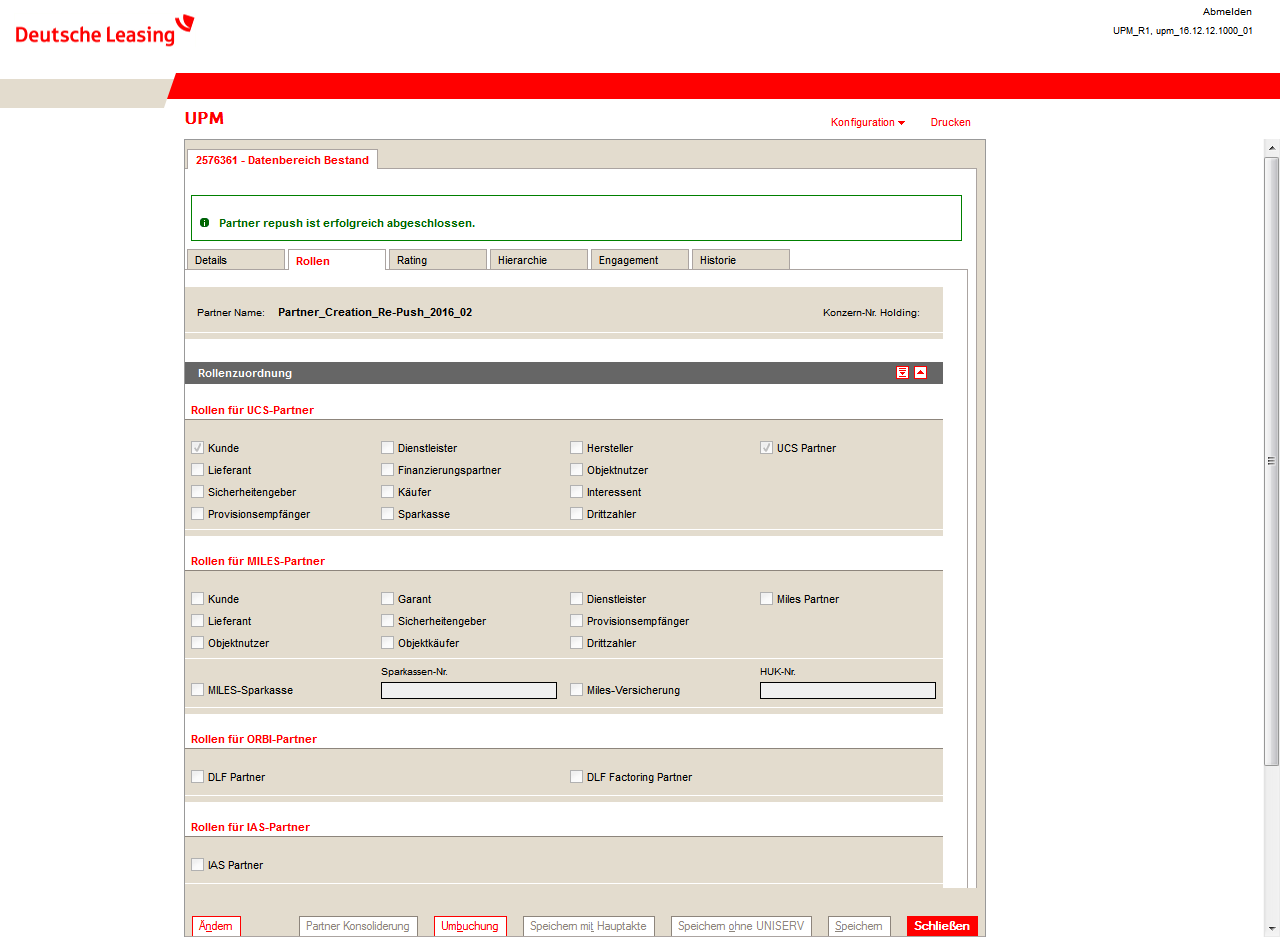 Deutsche Leasing
Abmelden
UPM_R1, upm_16.12.12.1000_01
UPM
Konfiguration
Drucken
2576361 - Datenbereich Bestand
Partner repush ist erfolgreich abgeschlossen.
Details Rollen Rating Hierarchie Engagement Historie
Partner Name: Partner_Creation_Re-Push_2016_02 Konzern-Nr. Holding:
Rollenzuordnung
Rollen für UCS-Partner
Kunde Dienstleister Hersteller UCS Partner
Lieferant Finanzierungspartner Objektnutzer
Sicherheitengeber Käufer Interessent
Provisionsempfänger Sparkasse Drittzahler
Rollen für MILES-Partner
Kunde Garant Dienstleister Miles Partner
Lieferant Sicherheitengeber Provisionsempfänger
Objektnutzer Objektkäufer Drittzahler
Sparkassen-Nr. HUK-Nr.
MILES-Sparkasse Miles-Versicherung
Rollen für ORBI-Partner
DLF Partner DLF Factoring Partner
Rollen für IAS-Partner
IAS Partner
Ändern Partner Konsolidierung Umbuchung Speichern mit Hauptakte Speichern ohne UNISERV Speichern Schließen